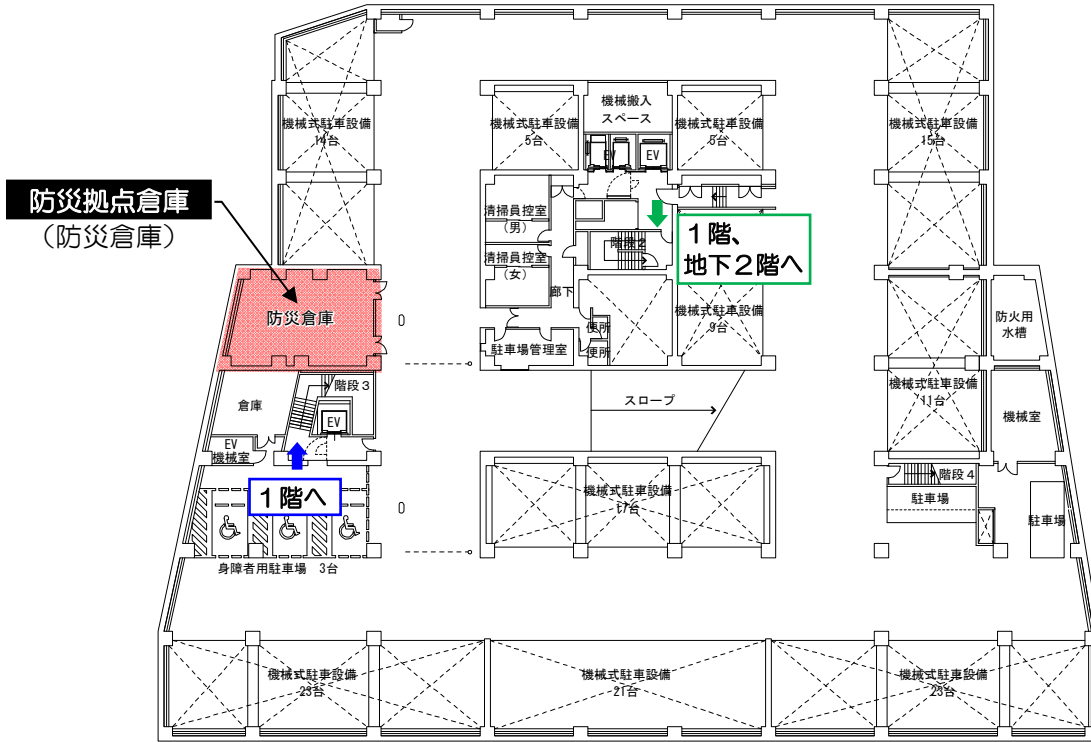 機械式駐車設備
14台
機械式駐車設備
5台
機械搬入
スペース
機械式駐車設備
5台
機械式駐車設備
15台
EV
EV
防災拠点倉庫
（防災倉庫）
清掃員控室
（男）
清掃員控室
（女）
階段２
1階、
地下２階へ
廊下
防災倉庫
機械式駐車設備
9台
防火用
水槽
便所
便所
駐車場管理室
階段３
倉庫
EV
EV
機械室
スロープ
機械式駐車設備
11台
機械室
1階へ
機械式駐車設備
17台
階段４
駐車場
駐車場
身障者用駐車場　3台
機械式駐車設備
23台
機械式駐車設備
21台
機械式駐車設備
23台